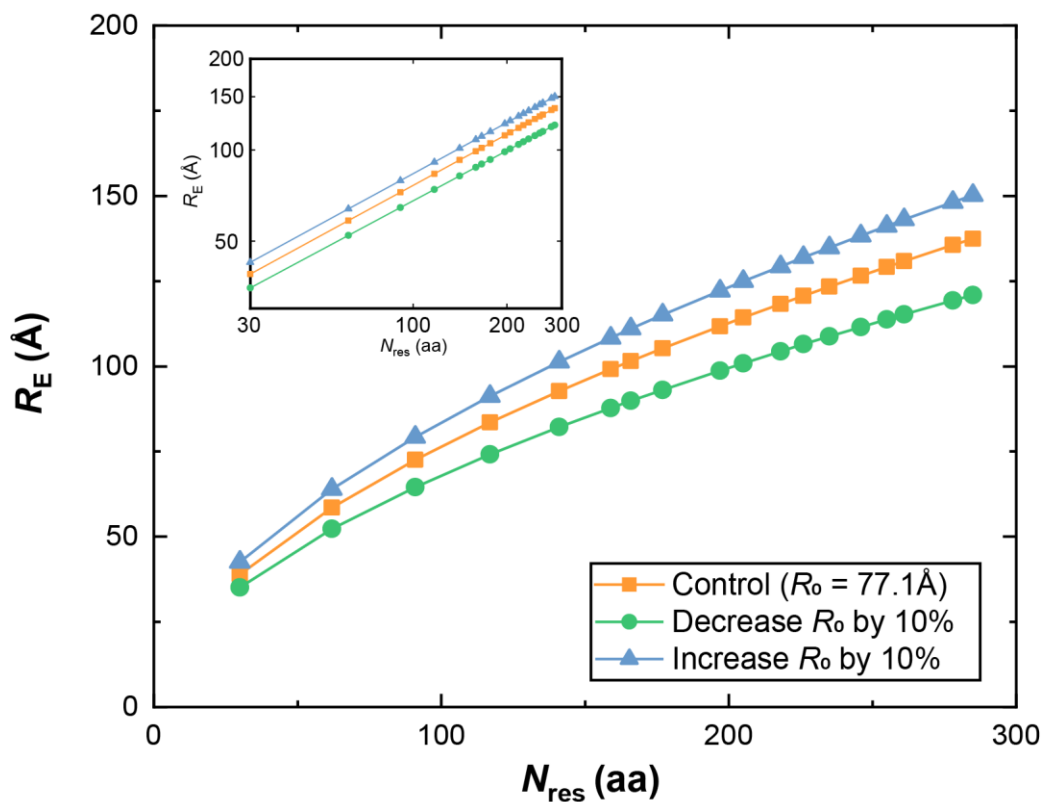 200
150
100
50
0
R_E (Å)
200
150
100
50
R_E (Å)
30 100 200 300
N_res (aa)
Control (R₀ = 77.1Å)
Decrease R₀ by 10%
Increase R₀ by 10%
0 100 200 300
N_res (aa)